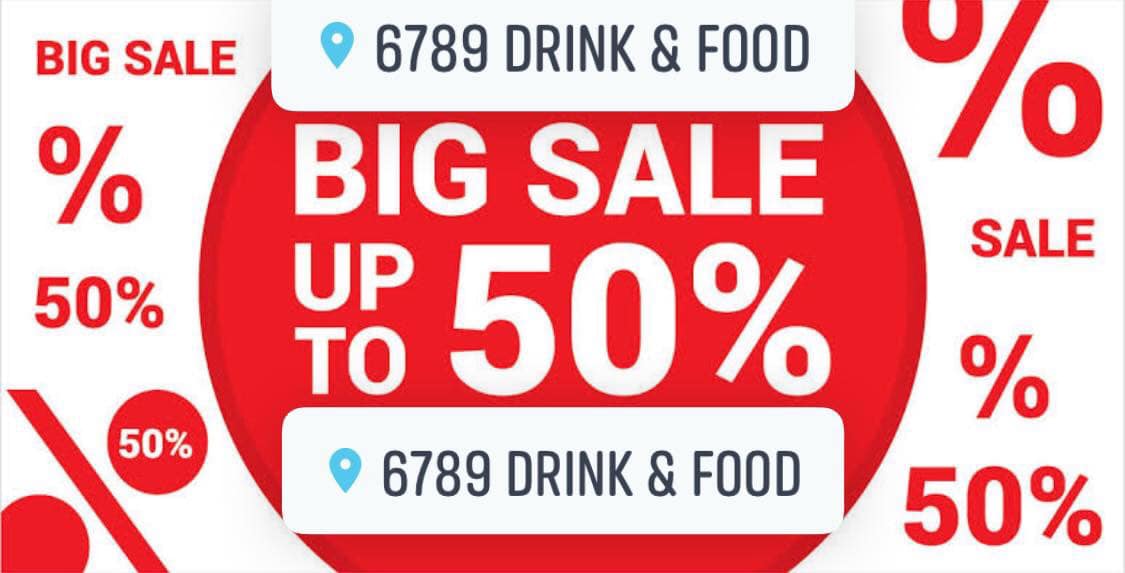 6789 DRINK & FOOD
BIG SALE
%
50%
50%
%
BIG SALE
UP TO 50%
6789 DRINK & FOOD
%
SALE
%
50%